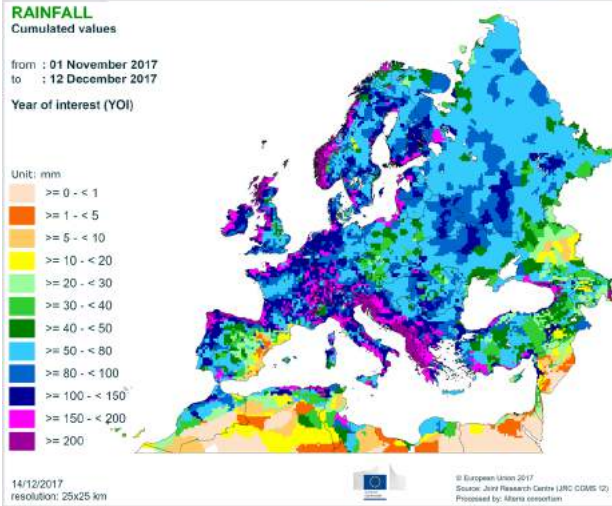 RAINFALL
Cumulated values
from : 01 November 2017
to : 12 December 2017
Year of interest (YOI)
Unit: mm
>= 0 - < 1
>= 1 - < 5
>= 5 - < 10
>= 10 - < 20
>= 20 - < 30
>= 30 - < 40
>= 40 - < 50
>= 50 - < 80
>= 80 - < 100
>= 100 - < 150
>= 150 - < 200
>= 200
14/12/2017
resolution: 25x25 km
© European Union 2017
Source: Joint Research Centre (JRC CGMS 12)
Processed by: Alterra consortium